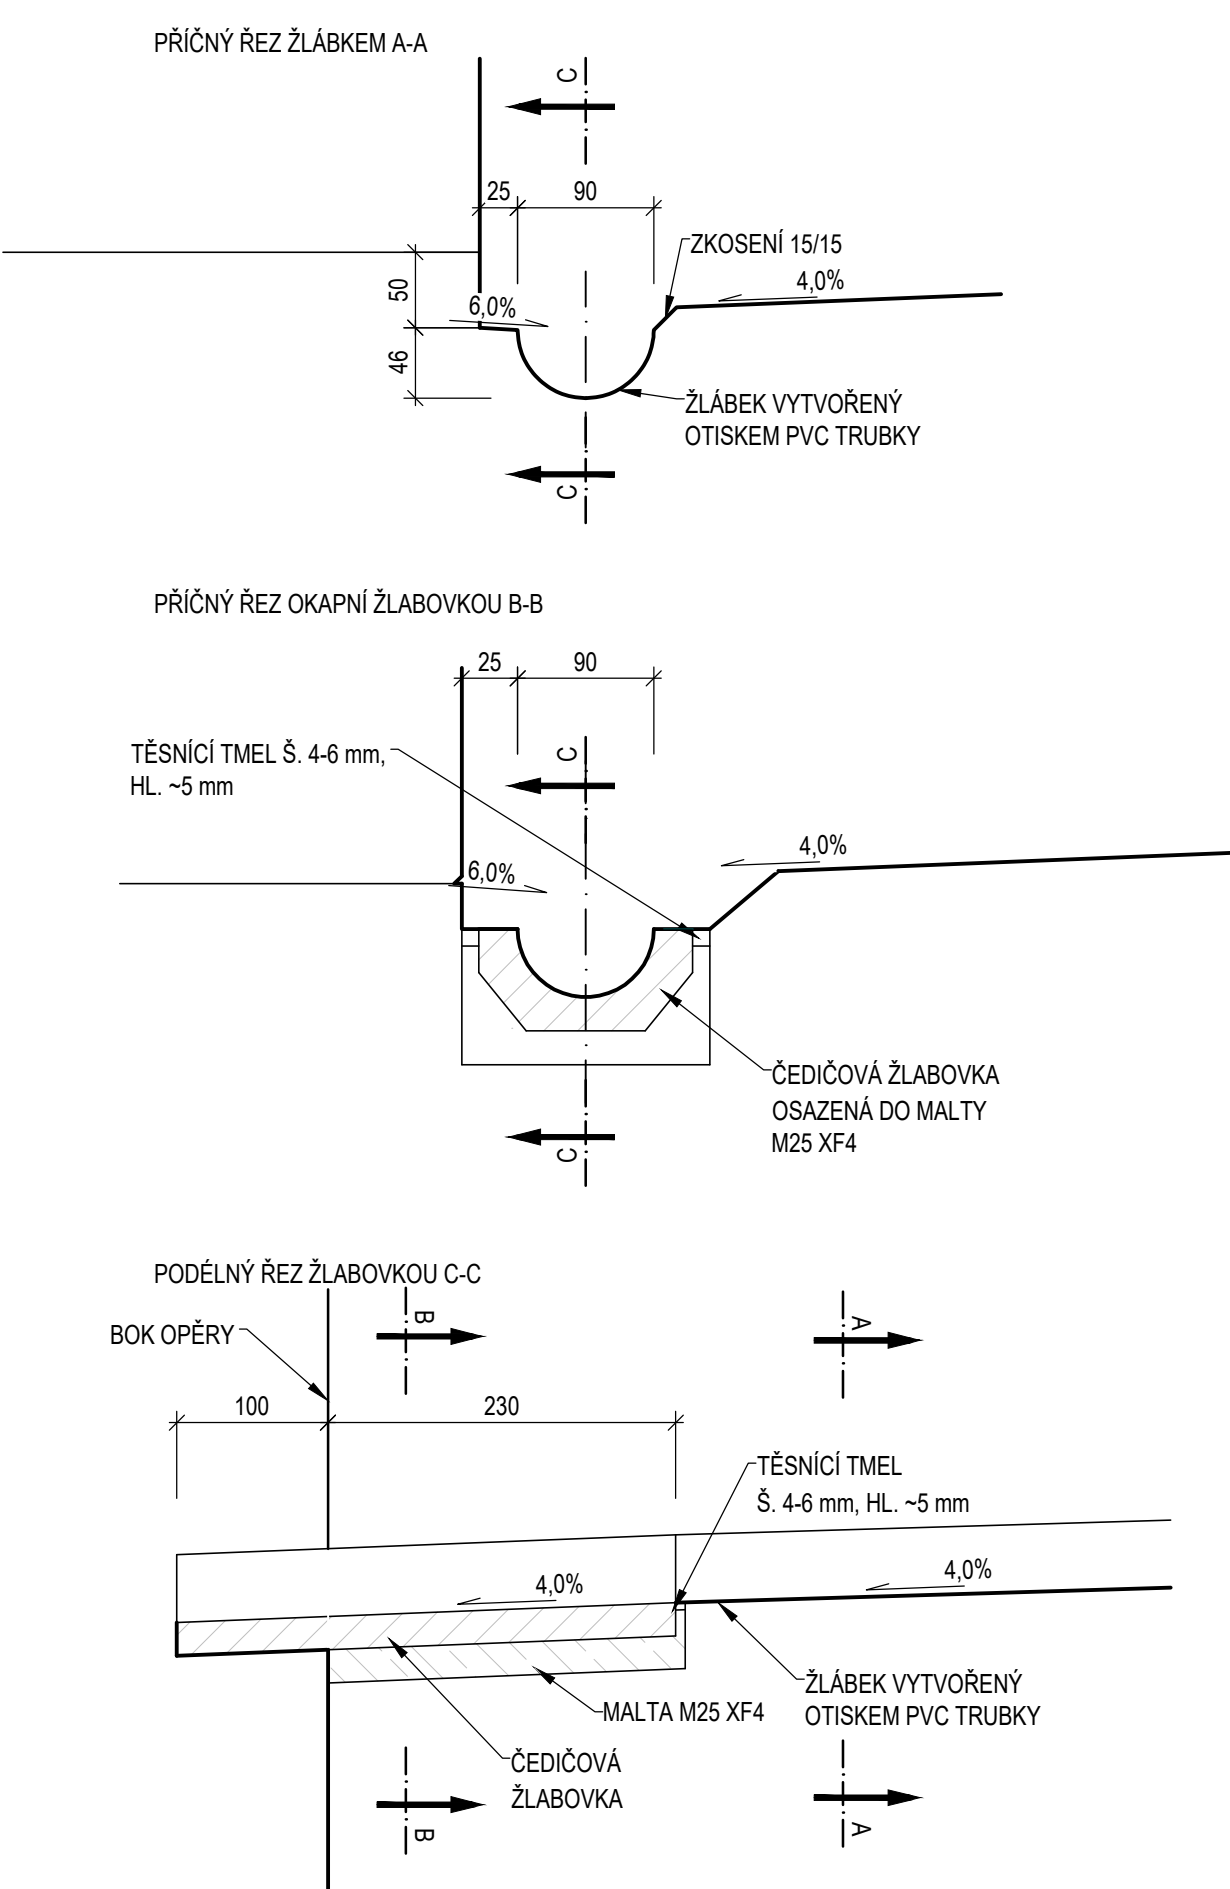 PŘÍČNÝ ŘEZ ŽLÁBKEM A-A
C
25
90
ZKOSENÍ 15/15
4,0%
50
6,0%
46
ŽLÁBEK VYTVOŘENÝ
OTISKEM PVC TRUBKY
C
PŘÍČNÝ ŘEZ OKAPNÍ ŽLABOVKOU B-B
25
90
TĚSNÍCÍ TMEL Š. 4-6 mm,
HL. ~5 mm
C
4,0%
6,0%
ČEDIČOVÁ ŽLABOVKA
OSAZENÁ DO MALTY
M25 XF4
C
PODÉLNÝ ŘEZ ŽLABOVKOU C-C
BOK OPĚRY
B
A
100
230
TĚSNÍCÍ TMEL
Š. 4-6 mm, HL. ~5 mm
4,0%
4,0%
ŽLÁBEK VYTVOŘENÝ
OTISKEM PVC TRUBKY
MALTA M25 XF4
ČEDIČOVÁ
ŽLABOVKA
B
A